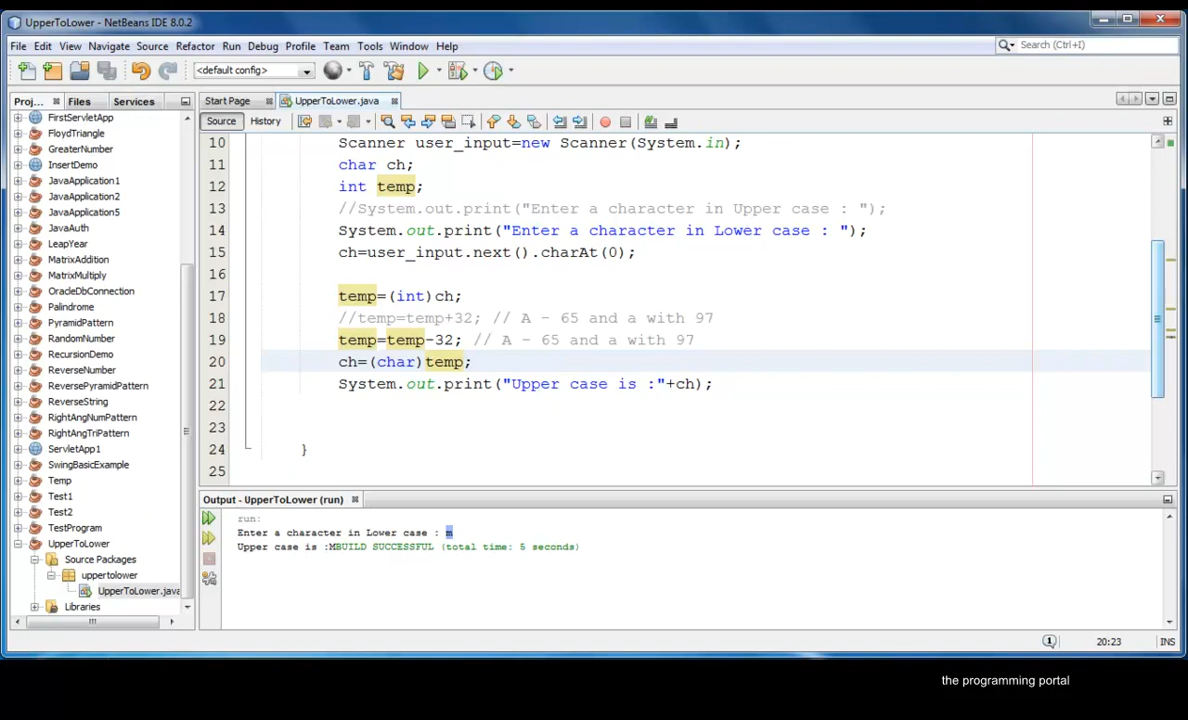 UpperToLower - NetBeans IDE 8.0.2
File Edit View Navigate Source Refactor Run Debug Profile Team Tools Window Help
Search (Ctrl+I)
<default config>
Proj... Files Services
Start Page UpperToLower.java
Source History
FirstServletApp
FloydTriangle
GreaterNumber
InsertDemo
JavaApplication1
JavaApplication2
JavaApplication5
JavaAuth
LeapYear
MatrixAddition
MatrixMultiply
OracleDbConnection
Palindrome
PyramidPattern
RandomNumber
RecursionDemo
ReversePattern
ReversePyramidPattern
ReverseString
RightAngNumPattern
RightAngTriPattern
ServletApp1
SwingBasicExample
Temp
Test1
Test2
TestProgram
UpperToLower
Source Packages
uppertolower
UpperToLower.java
Libraries
10 Scanner user_input=new Scanner(System.in);
11 char ch;
12 int temp;
13 //System.out.print("Enter a character in Upper case : ");
14 System.out.print("Enter a character in Lower case : ");
15 ch=user_input.next().charAt(0);
16
17 temp=(int)ch;
18 //temp=temp+32; // A - 65 and a with 97
19 temp=temp-32; // A - 65 and a with 97
20 ch=(char)temp;
21 System.out.print("Upper case is :"+ch);
22
23
24 }
25
Output - UpperToLower (run)
run:
Enter a character in Lower case : m
Upper case is :MBUILD SUCCESSFUL (total time: 5 seconds)
1 20:23 INS
the programming portal